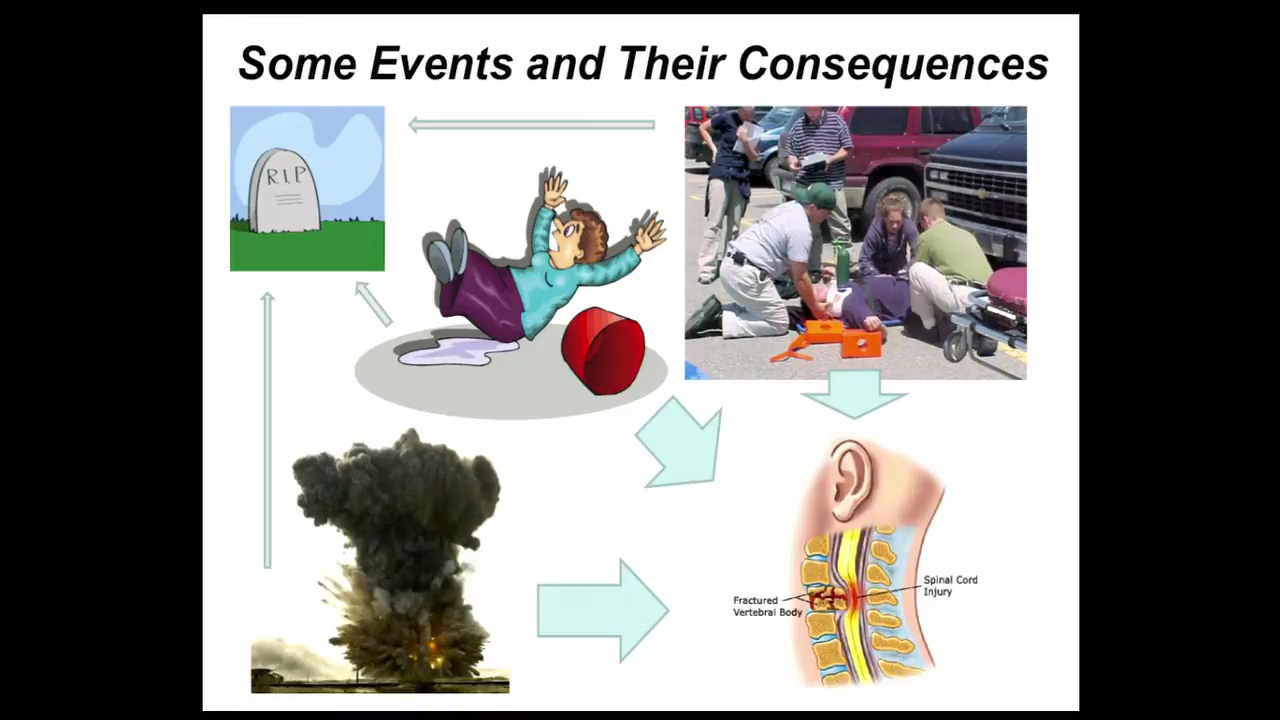 Some Events and Their Consequences
R.I.P
Fractured
Vertebral Body
Spinal Cord
Injury